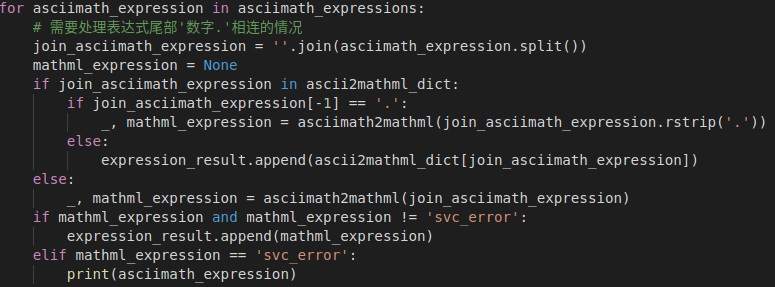 for asciimath_expression in asciimath_expressions:
    # 需要处理表达式尾部'数字.'相连的情况
    join_asciimath_expression = ''.join(asciimath_expression.split())
    mathml_expression = None
    if join_asciimath_expression in ascii2mathml_dict:
        if join_asciimath_expression[-1] == '.':
            _, mathml_expression = asciimath2mathml(join_asciimath_expression.rstrip('.'))
        else:
            expression_result.append(ascii2mathml_dict[join_asciimath_expression])
    else:
        _, mathml_expression = asciimath2mathml(join_asciimath_expression)
    if mathml_expression and mathml_expression != 'svc_error':
        expression_result.append(mathml_expression)
    elif mathml_expression == 'svc_error':
        print(asciimath_expression)